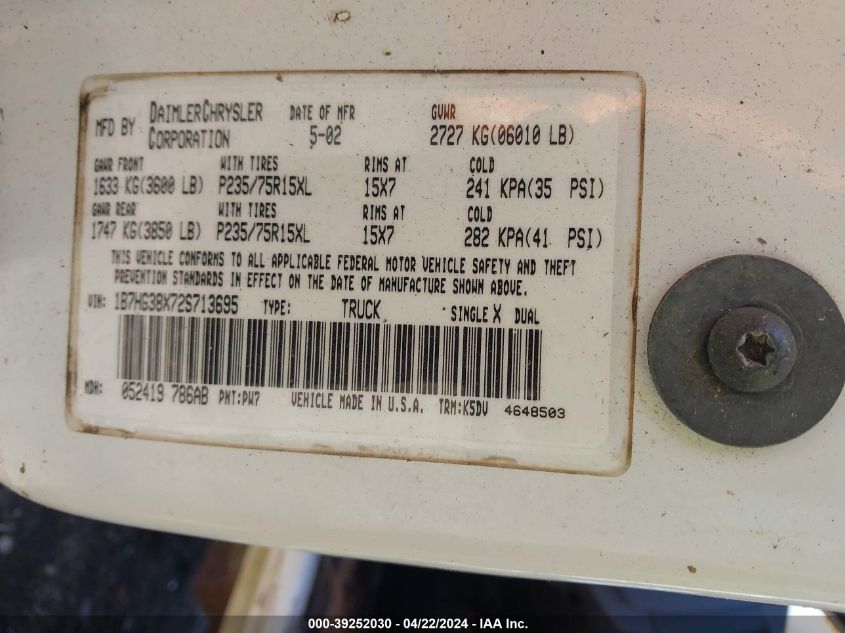 MFD BY DAIMLERCHRYSLER CORPORATION DATE OF MFR 5-02 GVWR 2727 KG(06010 LB)
GAWR FRONT WITH TIRES RIMS AT COLD
1633 KG(3600 LB) P235/75R15XL 15X7 241 KPA(35 PSI)
GAWR REAR WITH TIRES RIMS AT COLD
1747 KG(3850 LB) P235/75R15XL 15X7 282 KPA(41 PSI)
THIS VEHICLE CONFORMS TO ALL APPLICABLE FEDERAL MOTOR VEHICLE SAFETY AND THEFT
PREVENTION STANDARDS IN EFFECT ON THE DATE OF MANUFACTURE SHOWN ABOVE.
VIN: 1B7HG38X72S713695 TYPE: TRUCK SINGLE X DUAL
MDH: 052419 786AB PNT:PW7 VEHICLE MADE IN U.S.A. TRM:K5DV 4648503
000-39252030 - 04/22/2024 - IAA Inc.